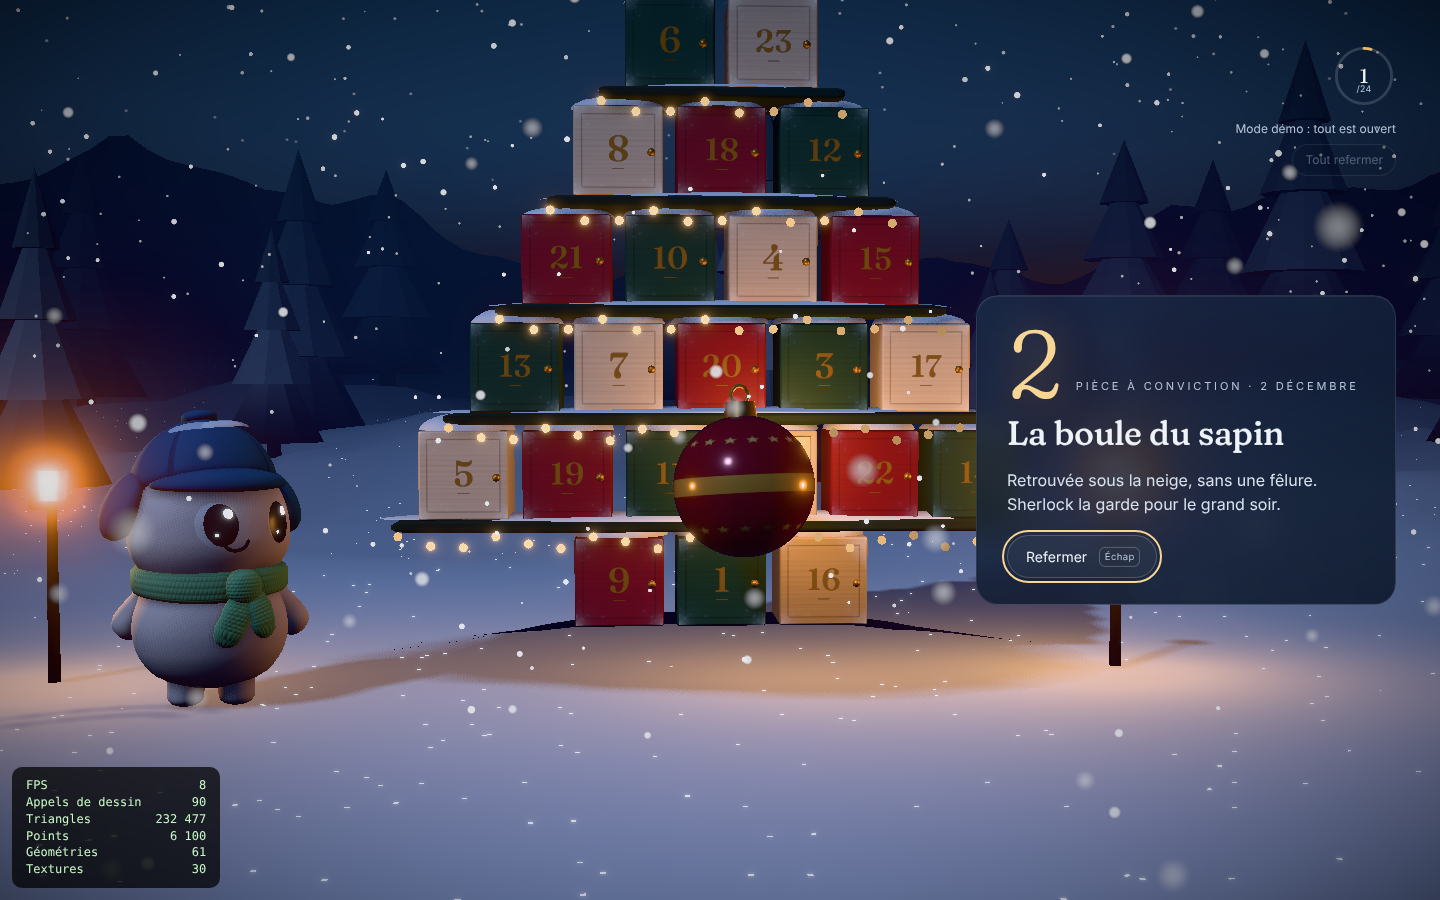 6 23
1
/24
Mode démo : tout est ouvert
Tout refermer
8 18 12
21 10 4 15
13 7 20 3 17
2
PIÈCE À CONVICTION · 2 DÉCEMBRE
La boule du sapin
Retrouvée sous la neige, sans une fêlure.
Sherlock la garde pour le grand soir.
Refermer Échap
5 19 22
9 1 16
FPS 8
Appels de dessin 90
Triangles 232 477
Points 6 100
Géométries 61
Textures 30